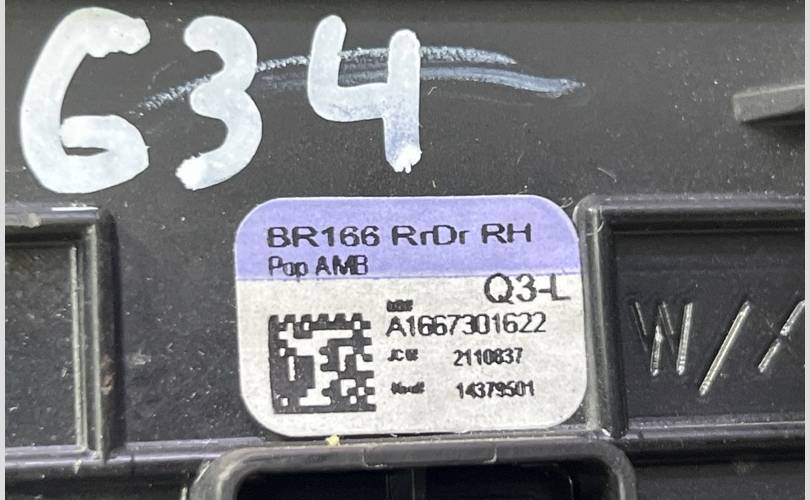 G34
BR166 RrDr RH
Pop AMB
Q3-L
A1667301622
2110837
14379501
W/